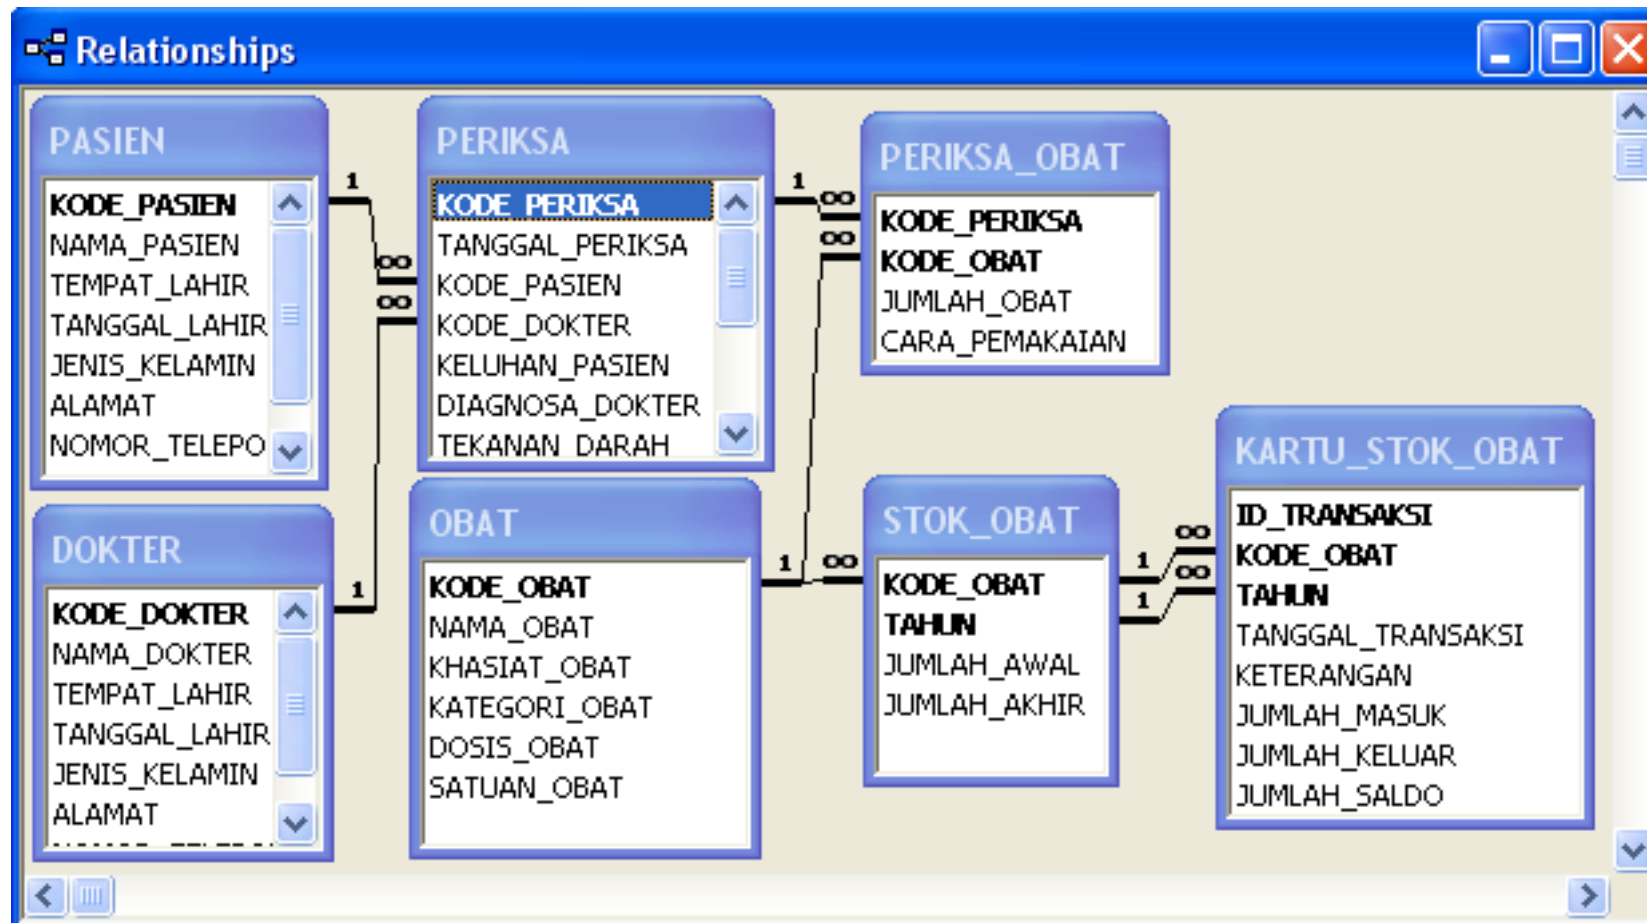 Relationships
PASIEN
KODE_PASIEN
NAMA_PASIEN
TEMPAT_LAHIR
TANGGAL_LAHIR
JENIS_KELAMIN
ALAMAT
NOMOR_TELEPO
PERIKSA
KODE_PERIKSA
TANGGAL_PERIKSA
KODE_PASIEN
KODE_DOKTER
KELUHAN_PASIEN
DIAGNOSA_DOKTER
TEKANAN_DARAH
PERIKSA_OBAT
KODE_PERIKSA
KODE_OBAT
JUMLAH_OBAT
CARA_PEMAKAIAN
DOKTER
KODE_DOKTER
NAMA_DOKTER
TEMPAT_LAHIR
TANGGAL_LAHIR
JENIS_KELAMIN
ALAMAT
OBAT
KODE_OBAT
NAMA_OBAT
KHASIAT_OBAT
KATEGORI_OBAT
DOSIS_OBAT
SATUAN_OBAT
STOK_OBAT
KODE_OBAT
TAHUN
JUMLAH_AWAL
JUMLAH_AKHIR
KARTU_STOK_OBAT
ID_TRANSAKSI
KODE_OBAT
TAHUN
TANGGAL_TRANSAKSI
KETERANGAN
JUMLAH_MASUK
JUMLAH_KELUAR
JUMLAH_SALDO
1
∞
∞
1
1
∞
∞
1
∞
1
∞
1
∞